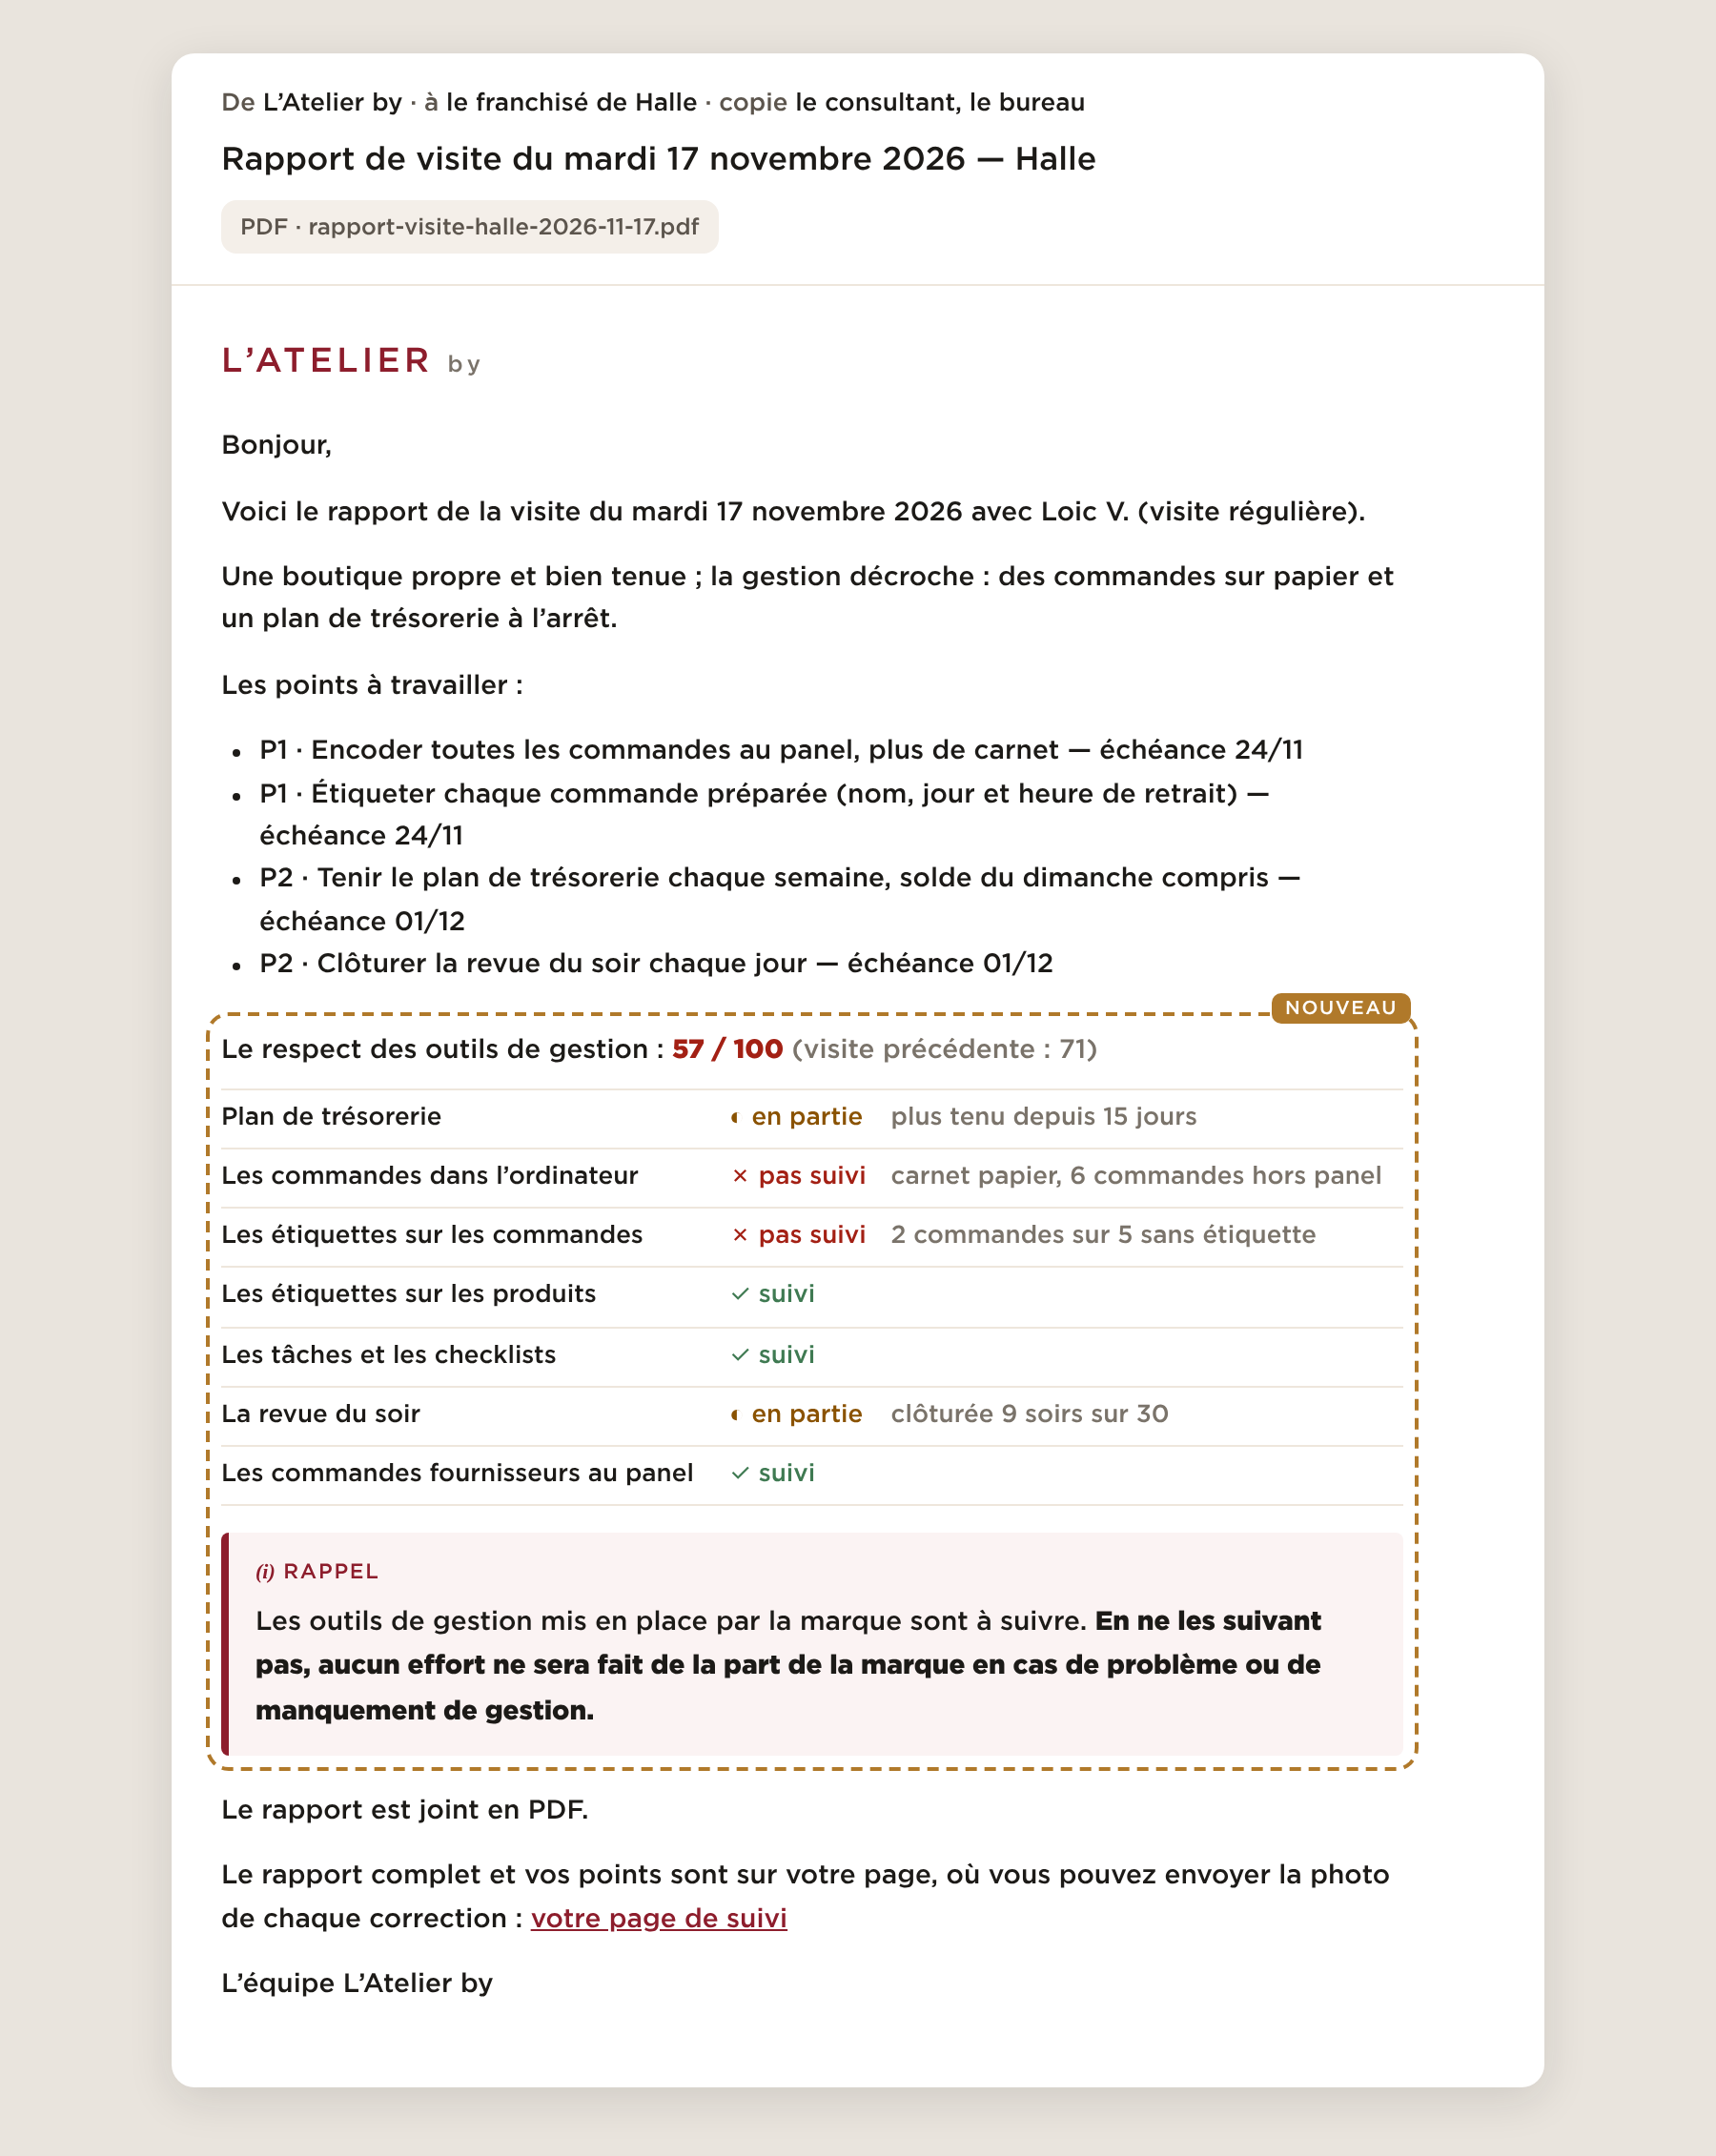 De L’Atelier by · à le franchisé de Halle · copie le consultant, le bureau
Rapport de visite du mardi 17 novembre 2026 — Halle
PDF · rapport-visite-halle-2026-11-17.pdf
L’ATELIER by
Bonjour,
Voici le rapport de la visite du mardi 17 novembre 2026 avec Loic V. (visite régulière).
Une boutique propre et bien tenue ; la gestion décroche : des commandes sur papier et
un plan de trésorerie à l’arrêt.
Les points à travailler :
• P1 · Encoder toutes les commandes au panel, plus de carnet — échéance 24/11
• P1 · Étiqueter chaque commande préparée (nom, jour et heure de retrait) —
échéance 24/11
• P2 · Tenir le plan de trésorerie chaque semaine, solde du dimanche compris —
échéance 01/12
• P2 · Clôturer la revue du soir chaque jour — échéance 01/12
NOUVEAU
Le respect des outils de gestion : 57 / 100 (visite précédente : 71)
Plan de trésorerie ◖ en partie plus tenu depuis 15 jours
Les commandes dans l’ordinateur ✕ pas suivi carnet papier, 6 commandes hors panel
Les étiquettes sur les commandes ✕ pas suivi 2 commandes sur 5 sans étiquette
Les étiquettes sur les produits ✓ suivi
Les tâches et les checklists ✓ suivi
La revue du soir ◖ en partie clôturée 9 soirs sur 30
Les commandes fournisseurs au panel ✓ suivi
(i) RAPPEL
Les outils de gestion mis en place par la marque sont à suivre. En ne les suivant
pas, aucun effort ne sera fait de la part de la marque en cas de problème ou de
manquement de gestion.
Le rapport est joint en PDF.
Le rapport complet et vos points sont sur votre page, où vous pouvez envoyer la photo
de chaque correction : votre page de suivi
L’équipe L’Atelier by